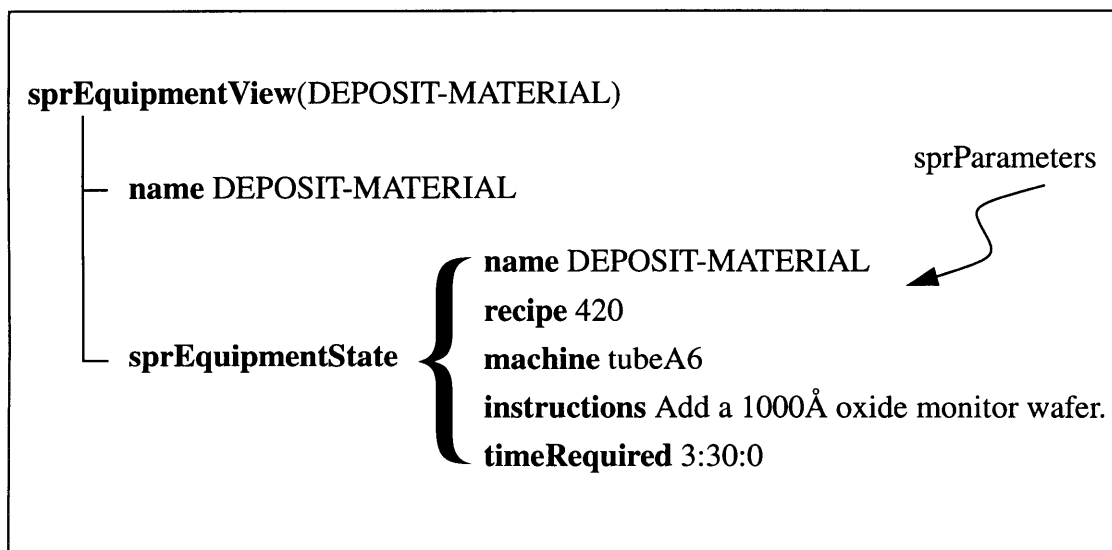 sprEquipmentView(DEPOSIT-MATERIAL)
sprParameters
name DEPOSIT-MATERIAL
name DEPOSIT-MATERIAL
recipe 420
sprEquipmentState
machine tubeA6
instructions Add a 1000Å oxide monitor wafer.
timeRequired 3:30:0